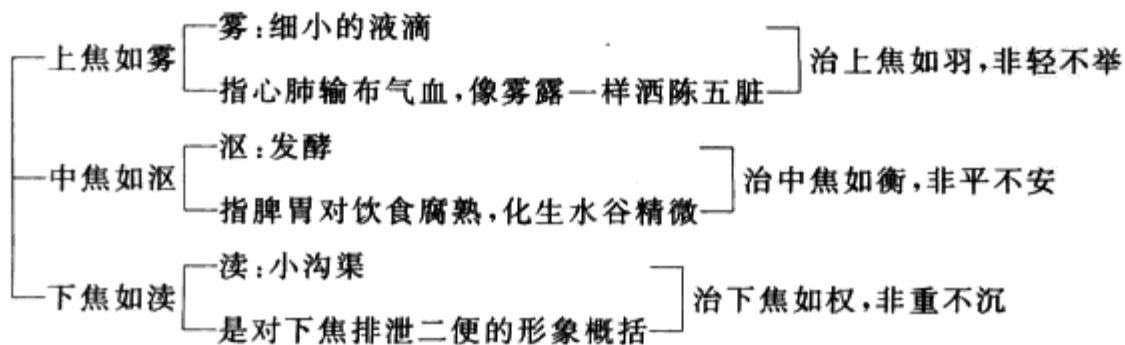 雾:细小的液滴
上焦如雾
治上焦如羽,非轻不举
指心肺输布气血,像雾露一样洒陈五脏
沤:发酵
中焦如沤
治中焦如衡,非平不安
指脾胃对饮食腐熟,化生水谷精微
渎:小沟渠
下焦如渎
治下焦如权,非重不沉
是对下焦排泄二便的形象概括